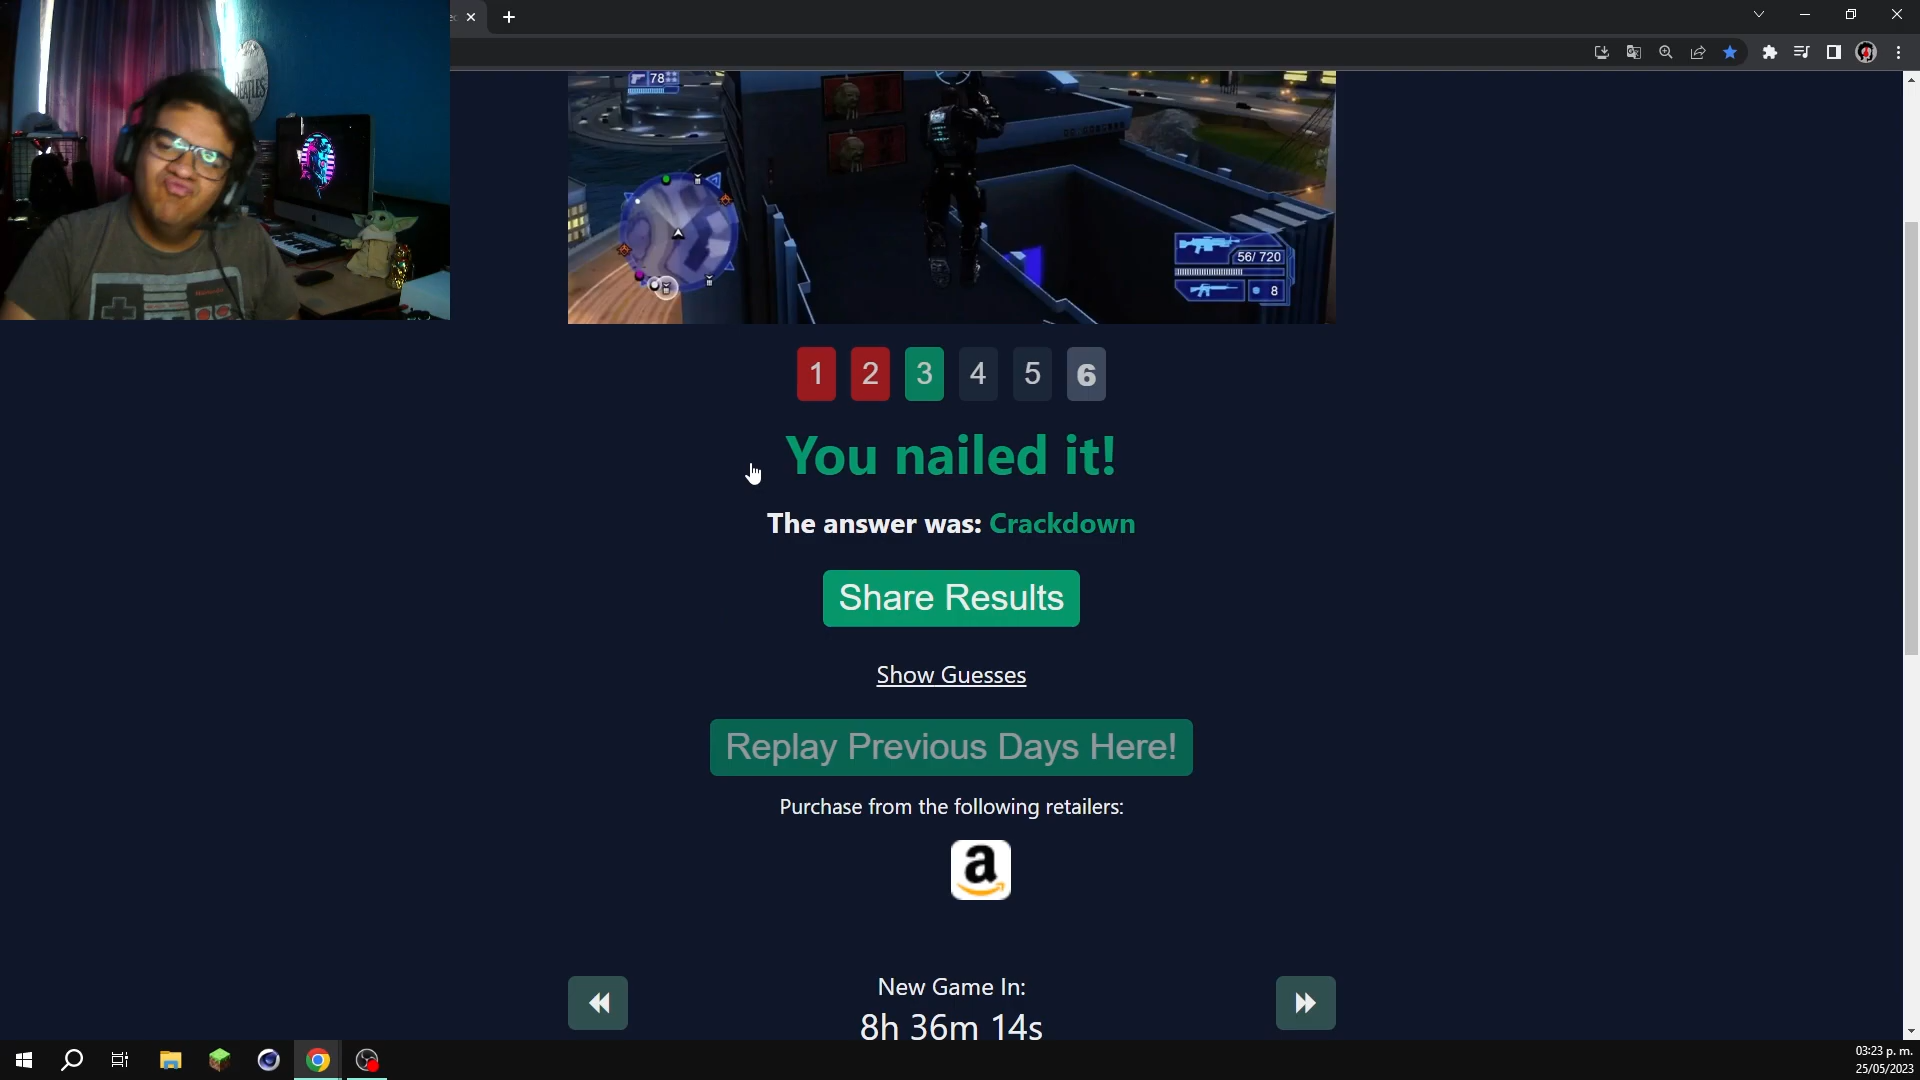 BEATLES
Nintendo
78
56/ 720
8
1 2 3 4 5 6
You nailed it!
The answer was: Crackdown
Share Results
Show Guesses
Replay Previous Days Here!
Purchase from the following retailers:
a
New Game In:
8h 36m 14s
03:23 p. m.
25/05/2023